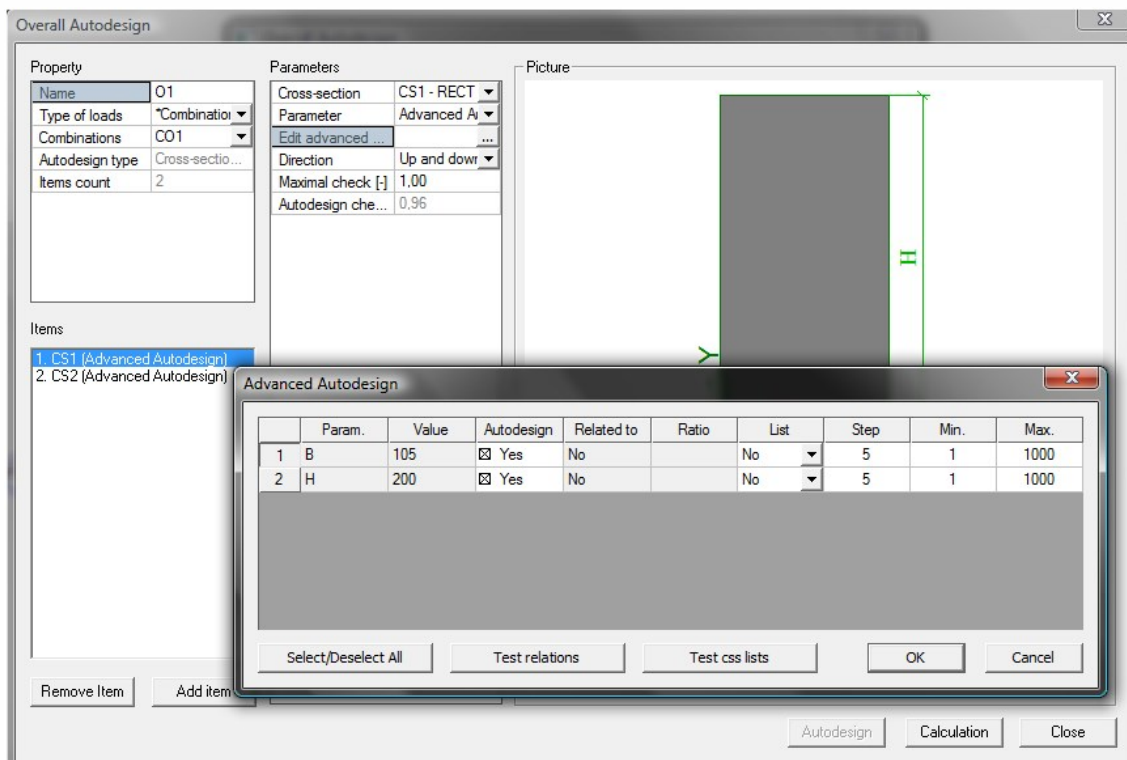 Overall Autodesign
Property
Name O1
Type of loads *Combination
Combinations CO1
Autodesign type Cross-sectio...
Items count 2
Parameters
Cross-section CS1 - RECT
Parameter Advanced A
Edit advanced ... ...
Direction Up and down
Maximal check [-] 1,00
Autodesign che... 0,96
Picture
H
Y
Items
1. CS1 (Advanced Autodesign)
2. CS2 (Advanced Autodesign)
Advanced Autodesign
Param. Value Autodesign Related to Ratio List Step Min. Max.
1 B 105 Yes No No 5 1 1000
2 H 200 Yes No No 5 1 1000
Select/Deselect All Test relations Test css lists OK Cancel
Remove Item Add item
Autodesign Calculation Close